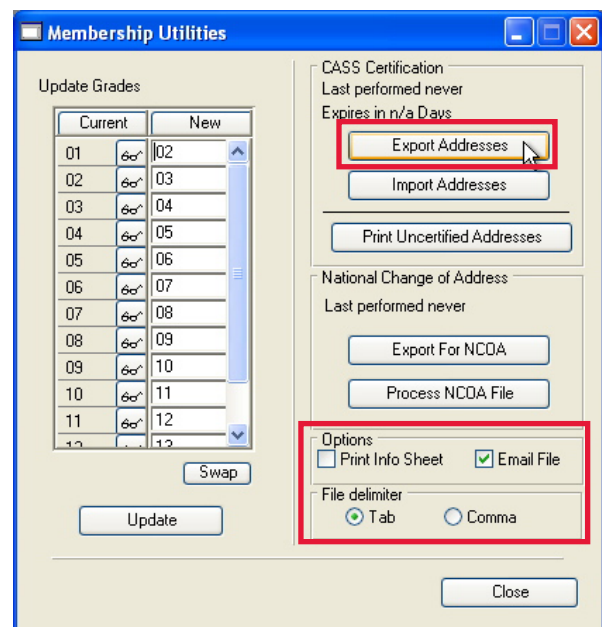 Membership Utilities
Update Grades
Current New
01 02
02 03
03 04
04 05
05 06
06 07
07 08
08 09
09 10
10 11
11 12
12 13
Swap
Update
CASS Certification
Last performed never
Expires in n/a Days
Export Addresses
Import Addresses
Print Uncertified Addresses
National Change of Address
Last performed never
Export For NCOA
Process NCOA File
Options
Print Info Sheet Email File
File delimiter
Tab Comma
Close